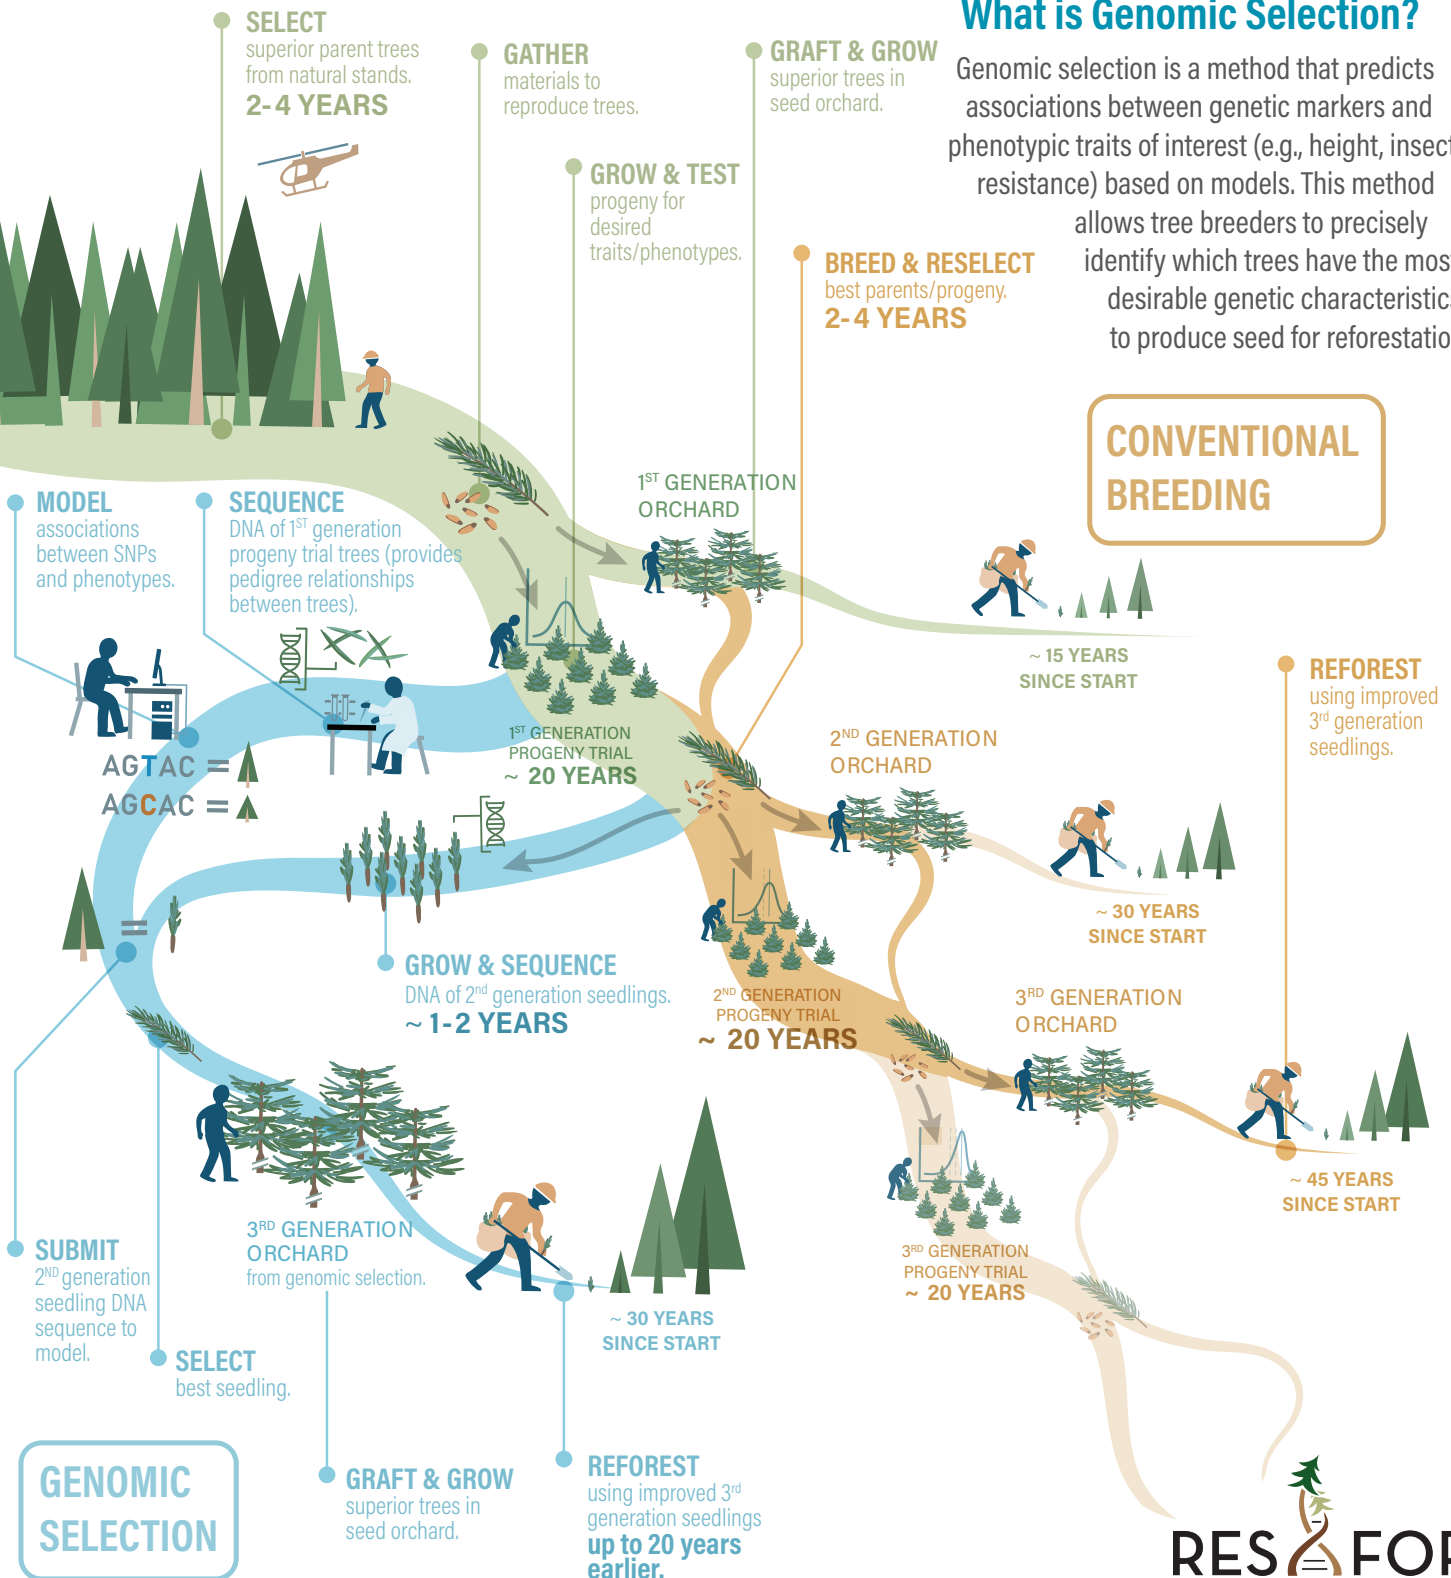 What is Genomic Selection?
Genomic selection is a method that predicts
associations between genetic markers and
phenotypic traits of interest (e.g., height, insect
resistance) based on models. This method
allows tree breeders to precisely
identify which trees have the mos
desirable genetic characteristic
to produce seed for reforestatio
SELECT
superior parent trees
from natural stands.
2-4 YEARS
GATHER
materials to
reproduce trees.
GRAFT & GROW
superior trees in
seed orchard.
GROW & TEST
progeny for
desired
traits/phenotypes.
BREED & RESELECT
best parents/progeny.
2-4 YEARS
CONVENTIONAL
BREEDING
1ST GENERATION
ORCHARD
MODEL
associations
between SNPs
and phenotypes.
SEQUENCE
DNA of 1ST generation
progeny trial trees (provides
pedigree relationships
between trees).
~ 15 YEARS
SINCE START
REFOREST
using improved
3rd generation
seedlings.
1ST GENERATION
PROGENY TRIAL
~ 20 YEARS
2ND GENERATION
ORCHARD
AGTAC =
AGCAC =
~ 30 YEARS
SINCE START
=
GROW & SEQUENCE
DNA of 2nd generation seedlings.
~ 1-2 YEARS
2ND GENERATION
PROGENY TRIAL
~ 20 YEARS
3RD GENERATION
ORCHARD
~ 45 YEARS
SINCE START
3RD GENERATION
ORCHARD
from genomic selection.
3RD GENERATION
PROGENY TRIAL
~ 20 YEARS
SUBMIT
2ND generation
seedling DNA
sequence to
model.
~ 30 YEARS
SINCE START
SELECT
best seedling.
GENOMIC
SELECTION
GRAFT & GROW
superior trees in
seed orchard.
REFOREST
using improved 3rd
generation seedlings
up to 20 years
earlier.
RES FOR